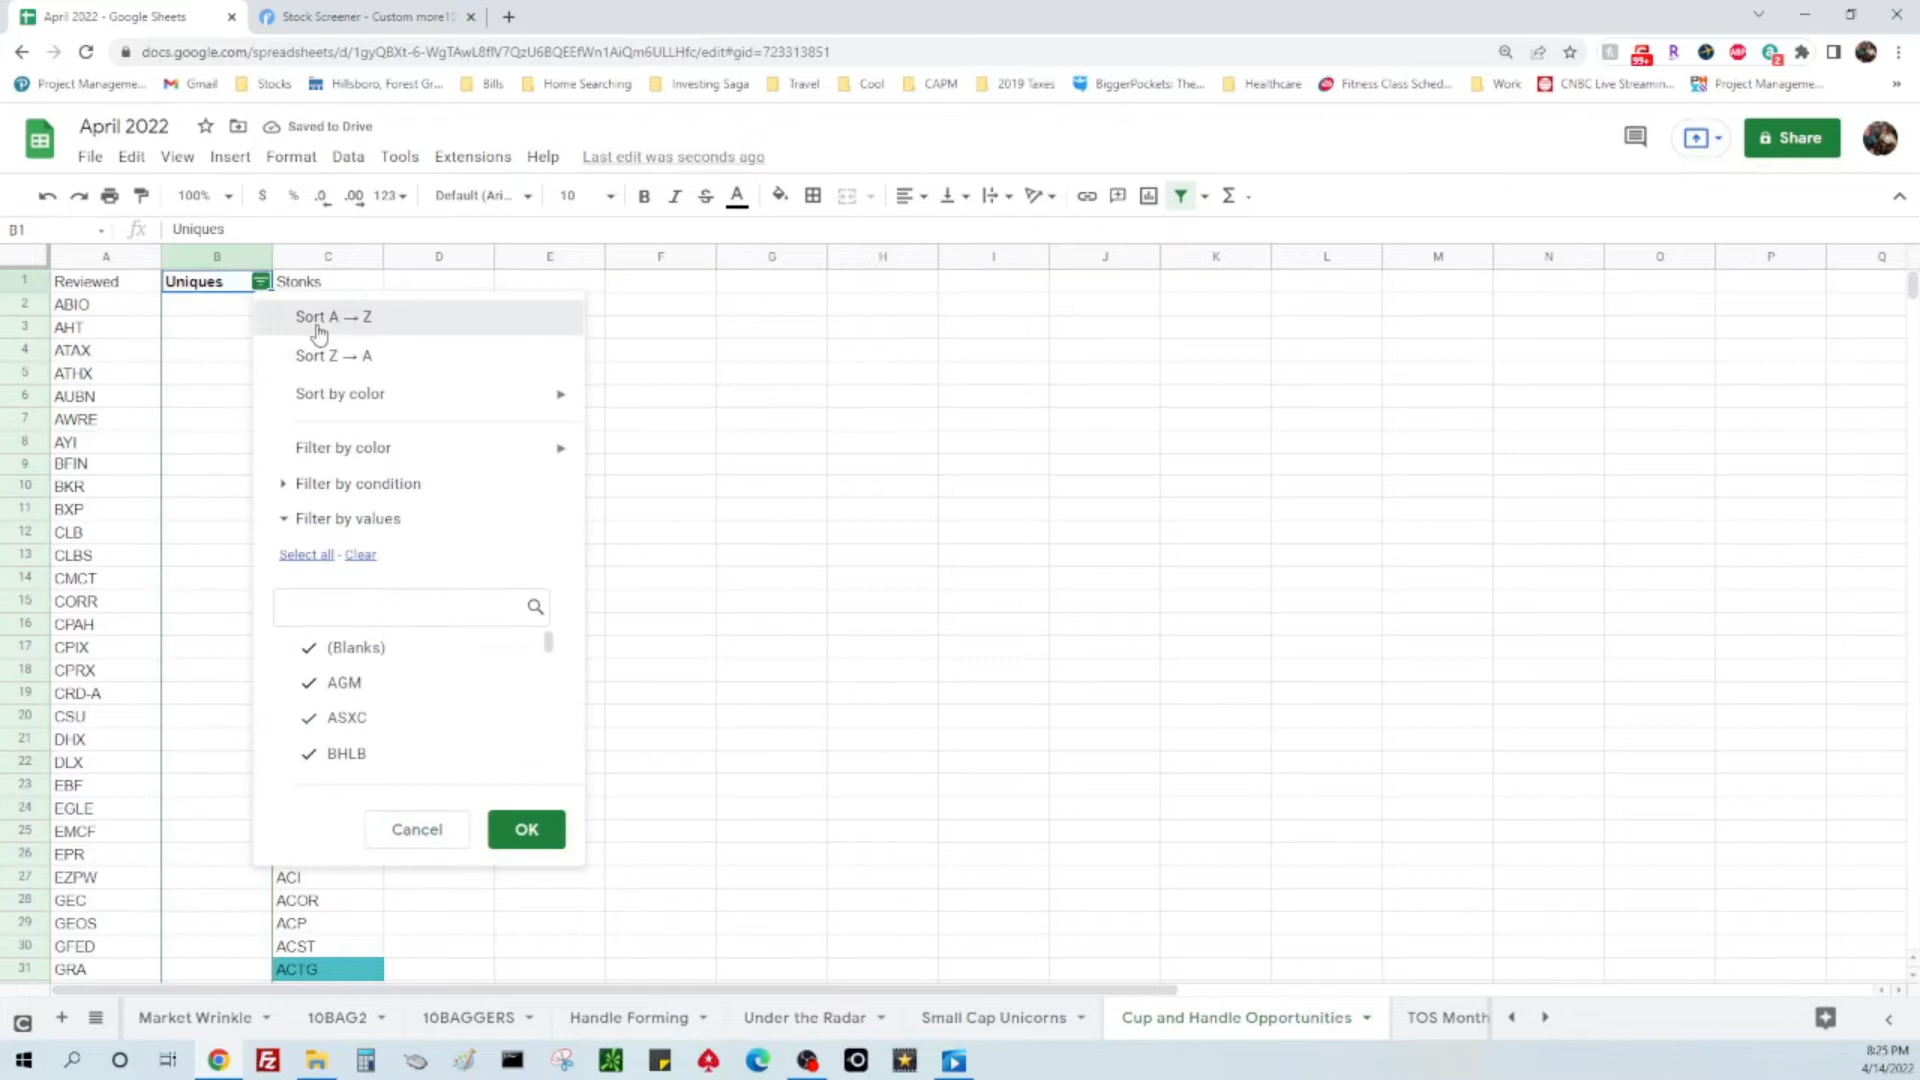 April 2022 - Google Sheets
Stock Screener - Custom more1
docs.google.com/spreadsheets/d/1gyQBXt-6-WgTAwL8flV7QzU6BQEEfWn1AiQm6ULLHfc/edit#gid=723313851
99+
R
ABP
2
Project Manageme...
Gmail
Stocks
Hillsboro, Forest Gr...
Bills
Home Searching
Investing Saga
Travel
Cool
CAPM
2019 Taxes
BiggerPockets: The...
Healthcare
Fitness Class Sched...
Work
CNBC Live Streamin...
Project Manageme...
»
April 2022
Saved to Drive
Share
File Edit View Insert Format Data Tools Extensions Help Last edit was seconds ago
100% $ % .0 .00 123 Default (Ari... 10 B I S A Σ
B1 fx Uniques
A B C D E F G H I J K L M N O P Q
1 Reviewed Uniques Stonks
2 ABIO
3 AHT
4 ATAX
5 ATHX
6 AUBN
7 AWRE
8 AYI
9 BFIN
10 BKR
11 BXP
12 CLB
13 CLBS
14 CMCT
15 CORR
16 CPAH
17 CPIX
18 CPRX
19 CRD-A
20 CSU
21 DHX
22 DLX
23 EBF
24 EGLE
25 EMCF
26 EPR
27 EZPW ACI
28 GEC ACOR
29 GEOS ACP
30 GFED ACST
31 GRA ACTG
Sort A → Z
Sort Z → A
Sort by color
Filter by color
Filter by condition
Filter by values
Select all - Clear
(Blanks)
AGM
ASXC
BHLB
Cancel
OK
Market Wrinkle
10BAG2
10BAGGERS
Handle Forming
Under the Radar
Small Cap Unicorns
Cup and Handle Opportunities
TOS Month
8:25 PM
4/14/2022